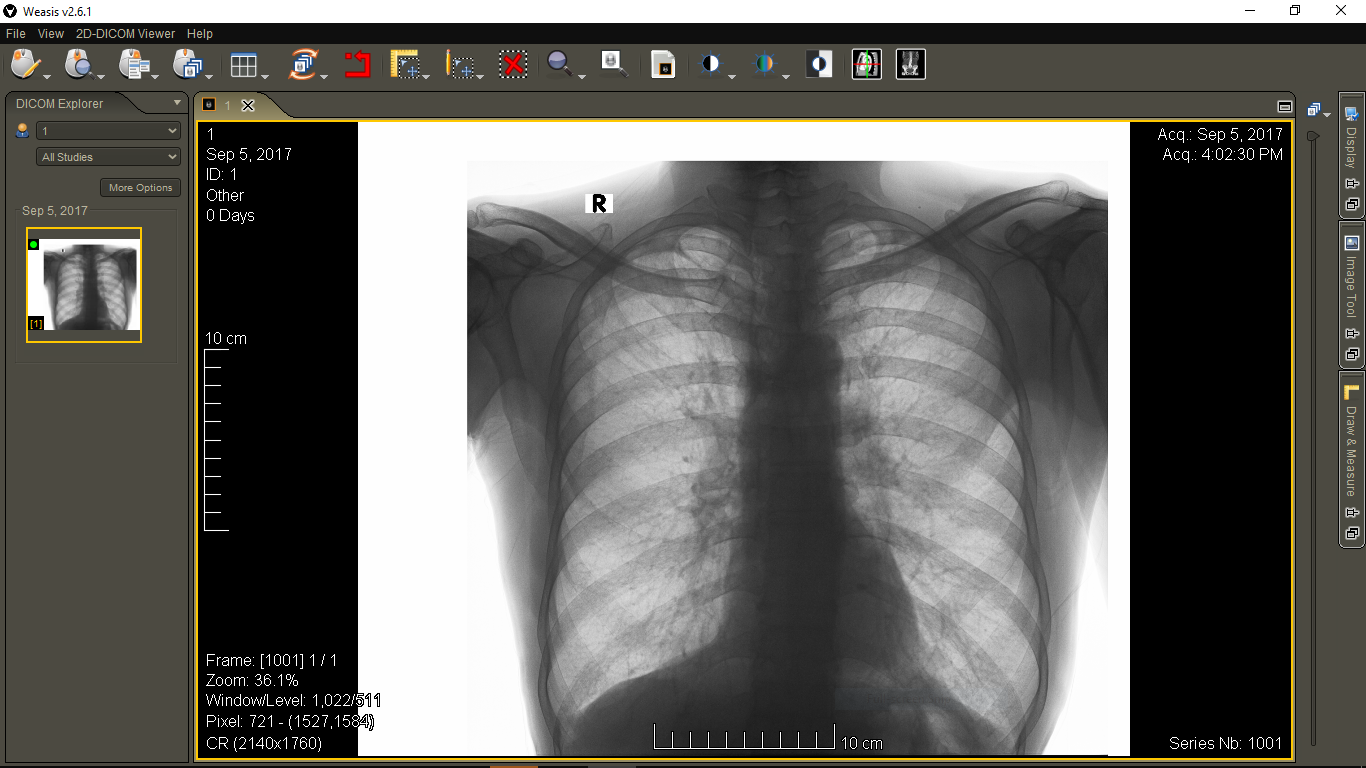 Weasis v2.6.1
File View 2D-DICOM Viewer Help
DICOM Explorer
1
All Studies
More Options
Sep 5, 2017
[1]
1
1
Sep 5, 2017
ID: 1
Other
0 Days
Acq.: Sep 5, 2017
Acq.: 4:02:30 PM
R
10 cm
Frame: [1001] 1 / 1
Zoom: 36.1%
Window/Level: 1,022/511
Pixel: 721 - (1527,1584)
CR (2140x1760)
10 cm
Series Nb: 1001
Display
Image Tool
Draw & Measure